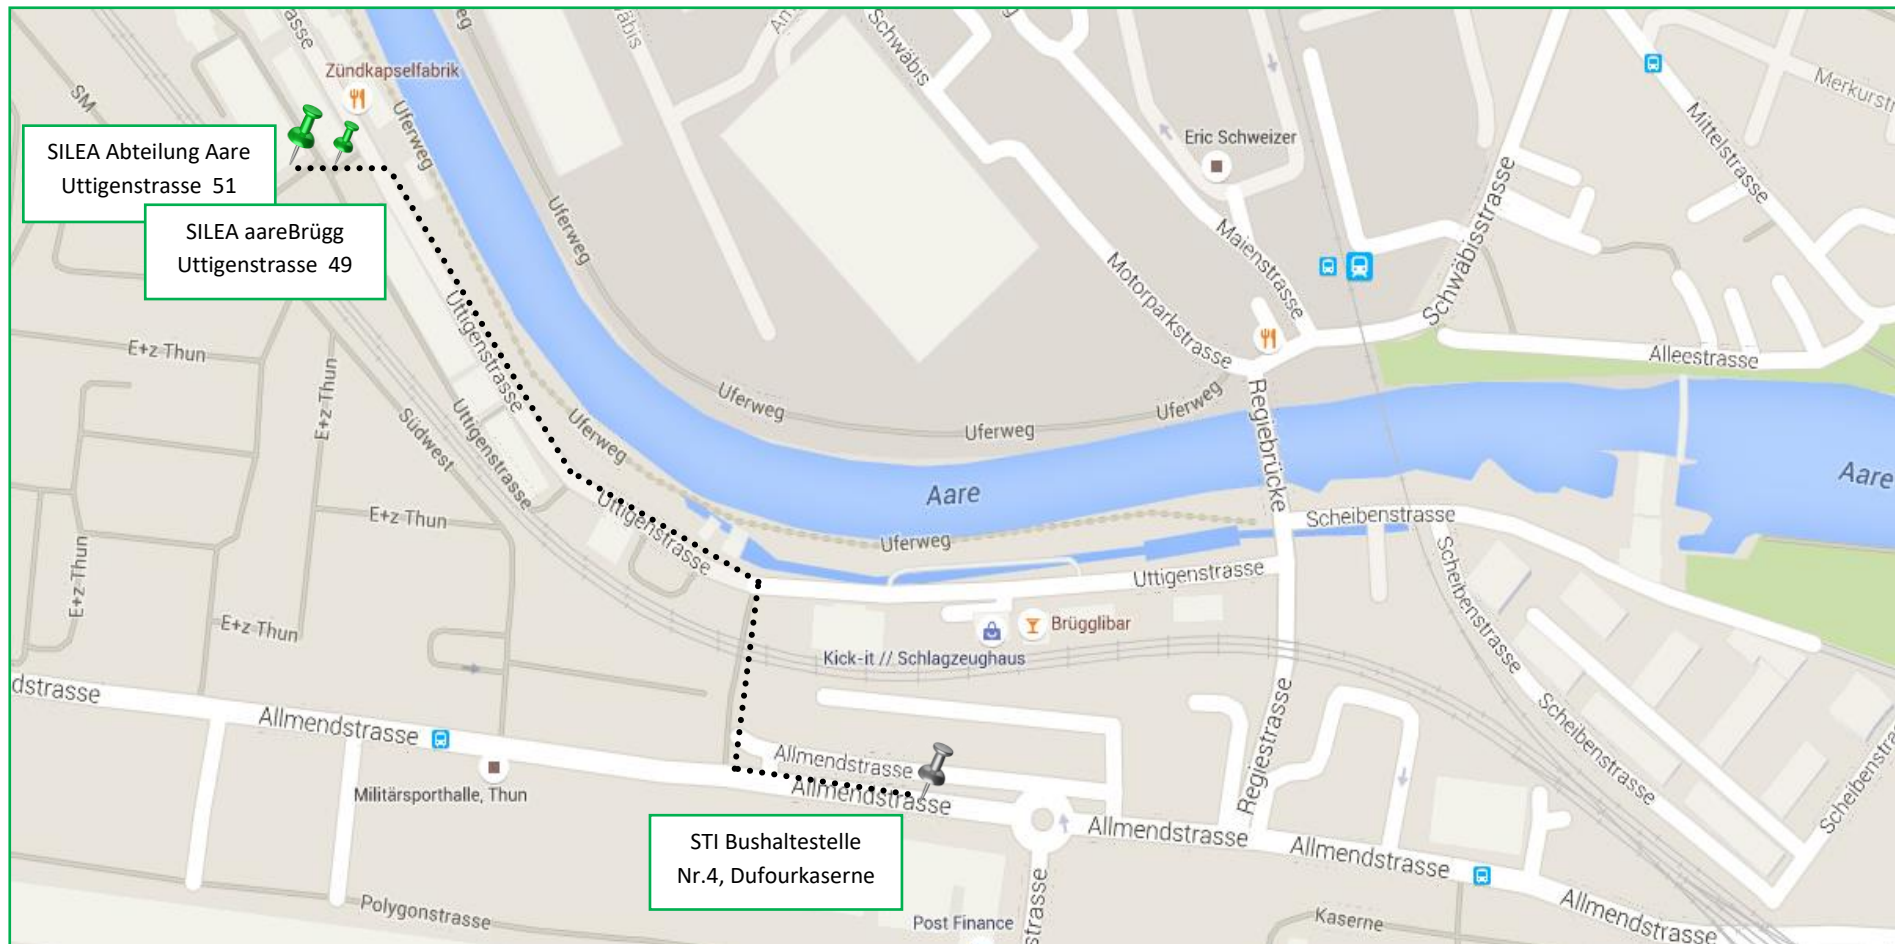 SILEA Abteilung Aare
Uttigenstrasse 51
SILEA aareBrügg
Uttigenstrasse 49
STI Bushaltestelle
Nr.4, Dufourkaserne
Zündkapselfabrik
SM
Uferweg
Uferweg
Schwäbis
Eric Schweizer
Maienstrasse
Motorparkstrasse
Schwäbisstrasse
Mittelstrasse
Alleestrasse
E+z Thun
E+z Thun
Südwest
Uttigenstrasse
Uttigenstrasse
Uferweg
Uferweg
Uferweg
Uferweg
Regiebrücke
Aare
Aare
E+z Thun
Uttigenstrasse
Uferweg
Scheibenstrasse
Scheibenstrasse
Uttigenstrasse
E+z Thun
E+z Thun
Kick-it // Schlagzeughaus
Brügglibar
dstrasse
Allmendstrasse
Militärsporthalle, Thun
Allmendstrasse
Allmendstrasse
Regiestrasse
Scheibenstrasse
Allmendstrasse
Allmendstrasse
Allmendstrasse
Polygonstrasse
Post Finance
strasse
Kaserne